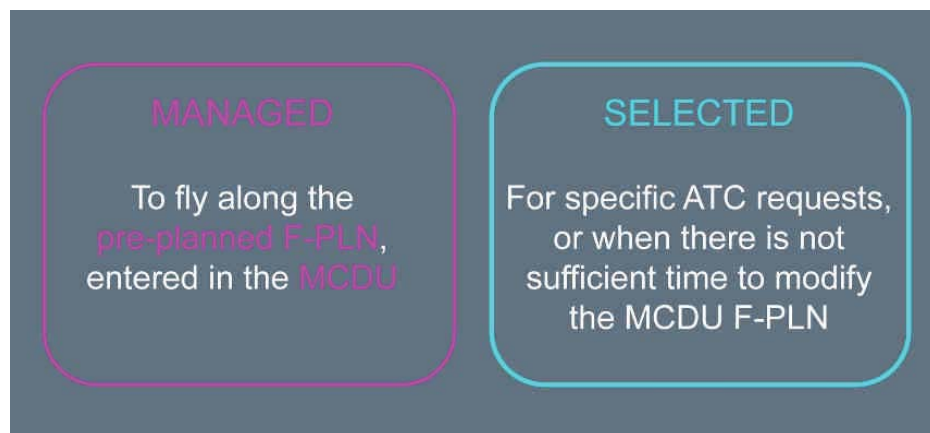 MANAGED
To fly along the
pre-planned F-PLN,
entered in the MCDU
SELECTED
For specific ATC requests,
or when there is not
sufficient time to modify
the MCDU F-PLN